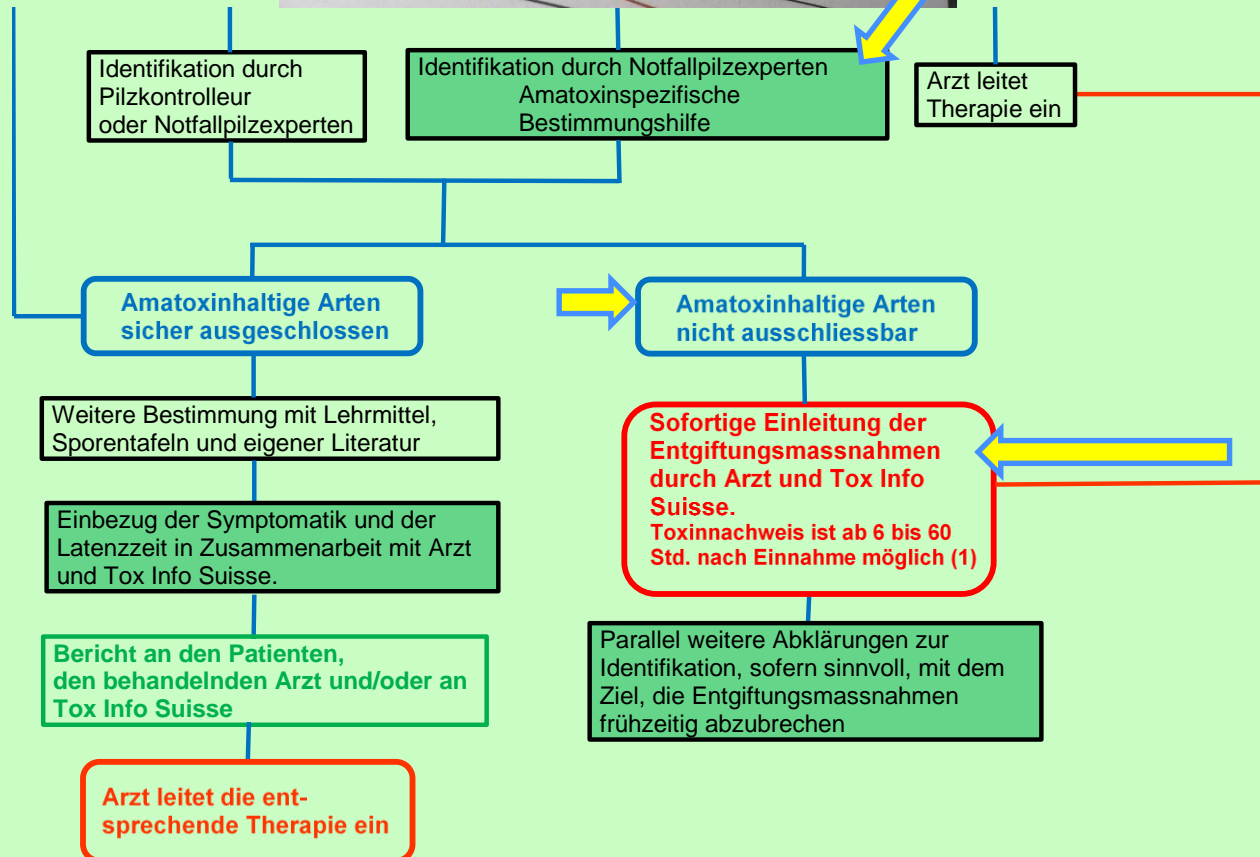 Identifikation durch
Pilzkontrolleur
oder Notfallpilzexperten
Identifikation durch Notfallpilzexperten
Amatoxinspezifische
Bestimmungshilfe
Arzt leitet
Therapie ein
Amatoxinhaltige Arten
sicher ausgeschlossen
Amatoxinhaltige Arten
nicht ausschliessbar
Weitere Bestimmung mit Lehrmittel,
Sporentafeln und eigener Literatur
Sofortige Einleitung der
Entgiftungsmassnahmen
durch Arzt und Tox Info
Suisse.
Toxinnachweis ist ab 6 bis 60
Std. nach Einnahme möglich (1)
Einbezug der Symptomatik und der
Latenzzeit in Zusammenarbeit mit Arzt
und Tox Info Suisse.
Parallel weitere Abklärungen zur
Identifikation, sofern sinnvoll, mit dem
Ziel, die Entgiftungsmassnahmen
frühzeitig abzubrechen
Bericht an den Patienten,
den behandelnden Arzt und/oder an
Tox Info Suisse
Arzt leitet die ent-
sprechende Therapie ein